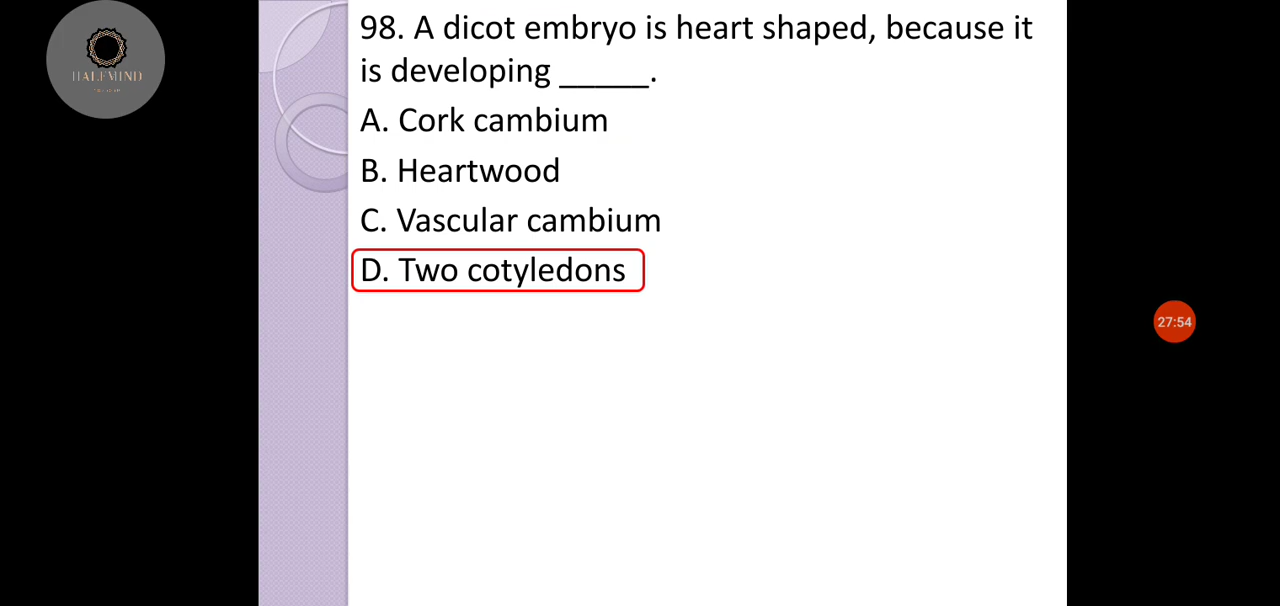 HALFMIND
98. A dicot embryo is heart shaped, because it
is developing _____.
A. Cork cambium
B. Heartwood
C. Vascular cambium
D. Two cotyledons
27:54